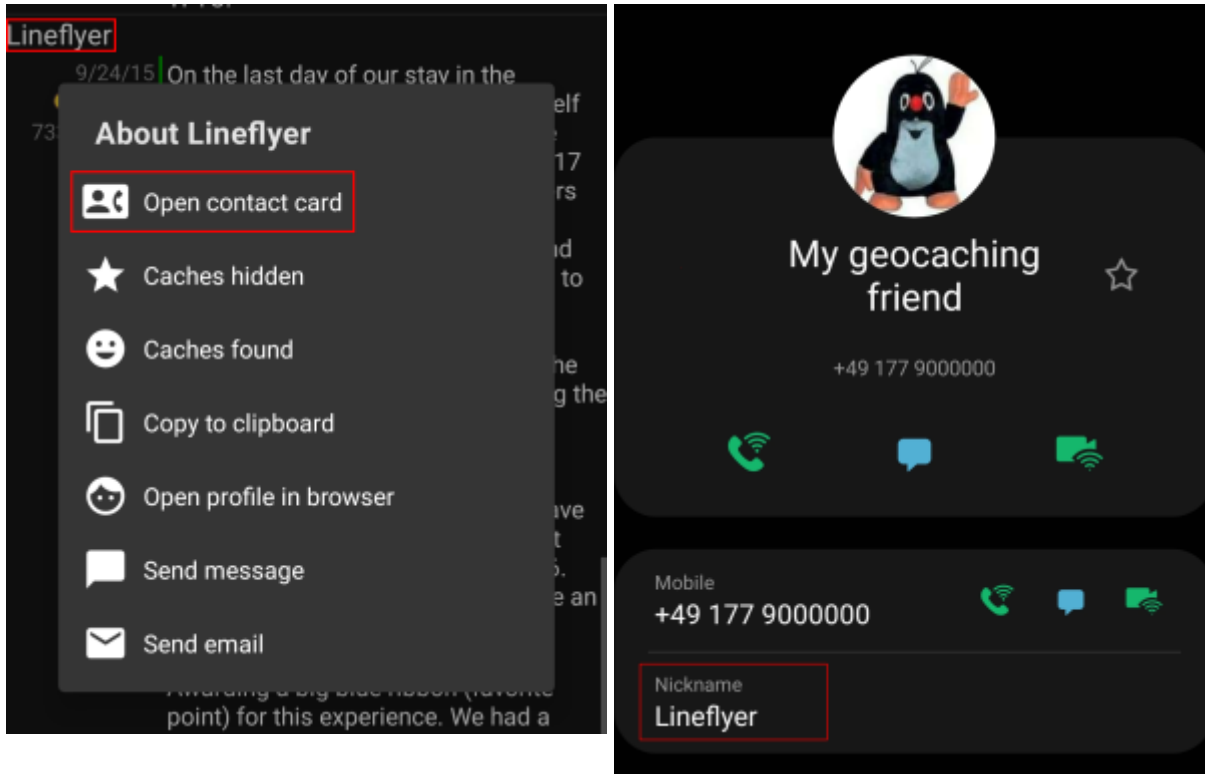 Lineflyer
9/24/15 On the last day of our stay in the
elf
73
About Lineflyer
17
Open contact card
rs
nd
Caches hidden
to
Caches found
he
g the
Copy to clipboard
Open profile in browser
ave
t
Send message
e an
Send email
Awarding a big blue ribbon (favorite
point) for this experience. We had a
My geocaching
friend
+49 177 9000000
Mobile
+49 177 9000000
Nickname
Lineflyer